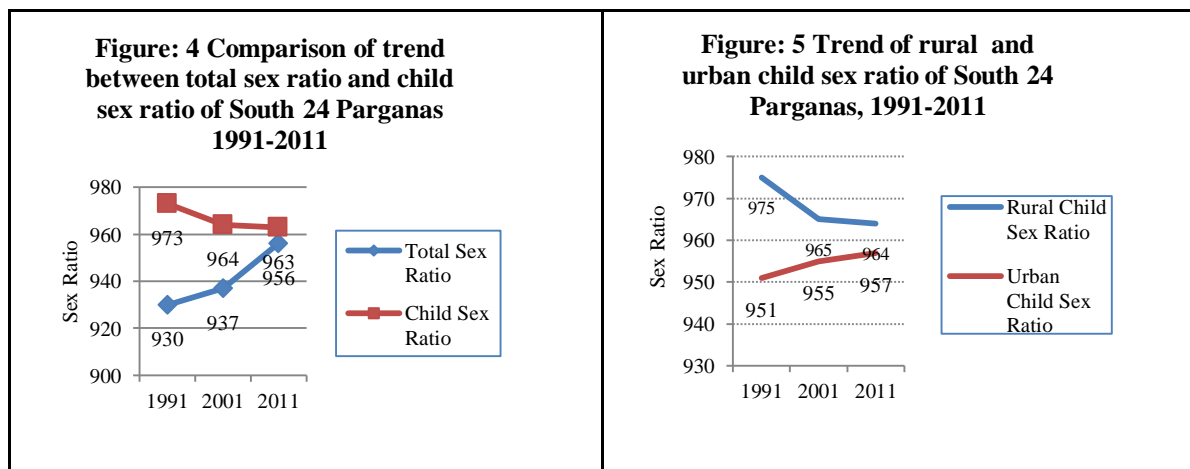 Figure: 4 Comparison of trend
between total sex ratio and child
sex ratio of South 24 Parganas
1991-2011
Sex Ratio
980
960
940
920
900
973
964
963
956
930
937
1991
2001
2011
Total Sex
Ratio
Child Sex
Ratio
Figure: 5 Trend of rural and
urban child sex ratio of South 24
Parganas, 1991-2011
Sex Ratio
980
970
960
950
940
930
975
965
964
951
955
957
1991
2001
2011
Rural Child
Sex Ratio
Urban
Child Sex
Ratio